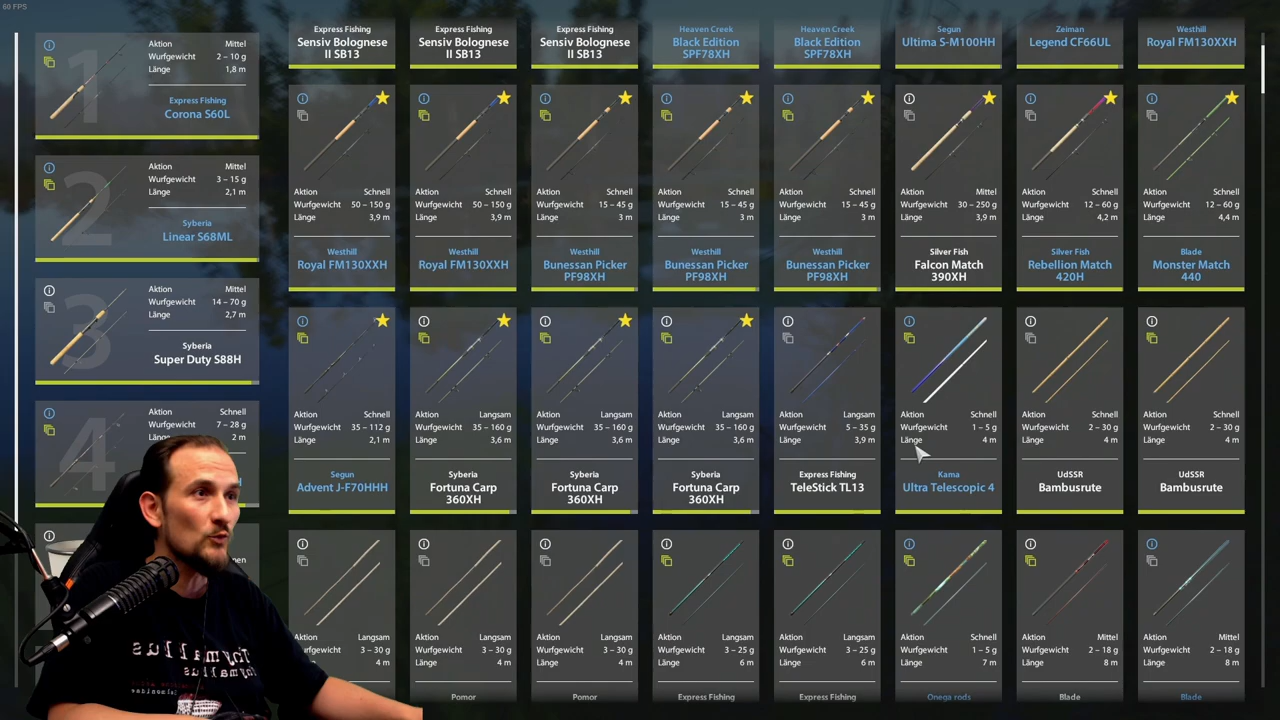 60 FPS
1
Aktion Mittel
Wurfgewicht 2 – 10 g
Länge 1,8 m
Express Fishing
Corona S60L
2
Aktion Mittel
Wurfgewicht 3 – 15 g
Länge 2,1 m
Syberia
Linear S68ML
3
Aktion Mittel
Wurfgewicht 14 – 70 g
Länge 2,7 m
Syberia
Super Duty S88H
4
Aktion Schnell
Wurfgewicht 7 – 28 g
2 m
Express Fishing Express Fishing Express Fishing Heaven Creek Heaven Creek Segun Zeiman Westhill
Sensiv Bolognese Sensiv Bolognese Sensiv Bolognese Black Edition Black Edition Ultima S-M100HH Legend CF66UL Royal FM130XXH
II SB13 II SB13 II SB13 SPF78XH SPF78XH
Aktion Schnell Aktion Schnell Aktion Schnell Aktion Schnell Aktion Schnell Aktion Mittel Aktion Schnell Aktion Schnell
Wurfgewicht 50 – 150 g Wurfgewicht 50 – 150 g Wurfgewicht 15 – 45 g Wurfgewicht 15 – 45 g Wurfgewicht 15 – 45 g Wurfgewicht 30 – 250 g Wurfgewicht 12 – 60 g Wurfgewicht 12 – 60 g
Länge 3,9 m Länge 3,9 m Länge 3 m Länge 3 m Länge 3 m Länge 3,9 m Länge 4,2 m Länge 4,4 m
Westhill Westhill Westhill Westhill Westhill Silver Fish Silver Fish Blade
Royal FM130XXH Royal FM130XXH Bunessan Picker Bunessan Picker Bunessan Picker Falcon Match Rebellion Match Monster Match
PF98XH PF98XH PF98XH 390XH 420H 440
Aktion Schnell Aktion Langsam Aktion Langsam Aktion Langsam Aktion Langsam Aktion Schnell Aktion Schnell Aktion Schnell
Wurfgewicht 35 – 112 g Wurfgewicht 35 – 160 g Wurfgewicht 35 – 160 g Wurfgewicht 35 – 160 g Wurfgewicht 5 – 35 g Wurfgewicht 1 – 5 g Wurfgewicht 2 – 30 g Wurfgewicht 2 – 30 g
Länge 2,1 m Länge 3,6 m Länge 3,6 m Länge 3,6 m Länge 3,9 m Länge 4 m Länge 4 m Länge 4 m
Segun Syberia Syberia Syberia Express Fishing Kama UdSSR UdSSR
Advent J-F70HHH Fortuna Carp Fortuna Carp Fortuna Carp TeleStick TL13 Ultra Telescopic 4 Bambusrute Bambusrute
360XH 360XH 360XH
Aktion Langsam Aktion Langsam Aktion Langsam Aktion Langsam Aktion Langsam Aktion Schnell Aktion Mittel Aktion Mittel
3 – 30 g Wurfgewicht 3 – 30 g Wurfgewicht 3 – 30 g Wurfgewicht 3 – 25 g Wurfgewicht 3 – 25 g Wurfgewicht 1 – 5 g Wurfgewicht 2 – 18 g Wurfgewicht 2 – 18 g
4 m Länge 4 m Länge 4 m Länge 6 m Länge 6 m Länge 7 m Länge 8 m Länge 8 m
Pomor Pomor Express Fishing Express Fishing Onega rods Blade Blade